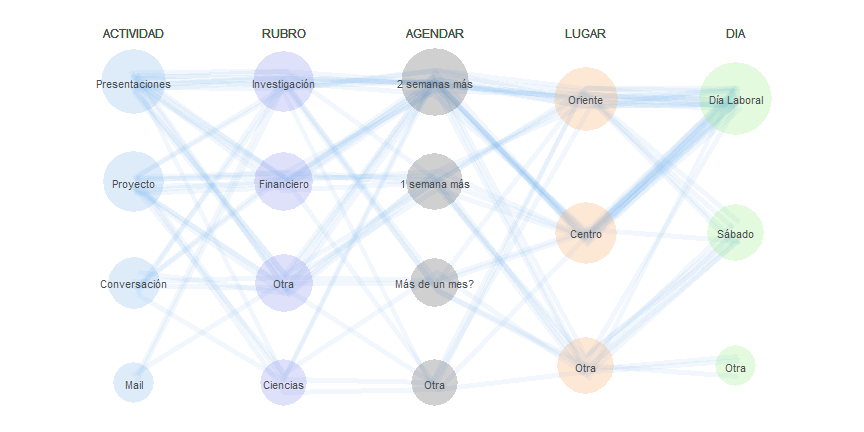 ACTIVIDAD RUBRO AGENDAR LUGAR DIA
Presentaciones Investigación 2 semanas más Oriente Día Laboral
Proyecto Financiero 1 semana más
Centro Sábado
Conversación Otra Más de un mes?
Otra Otra
Mail Ciencias Otra